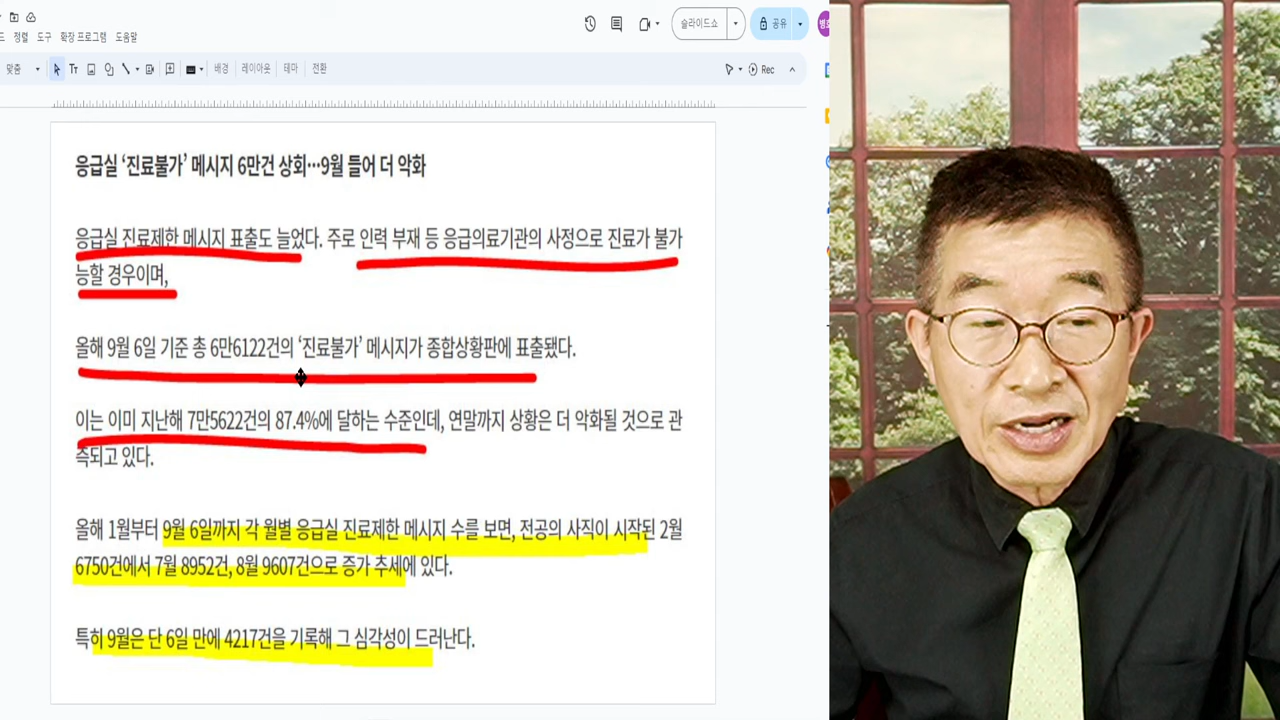 정렬 도구 확장 프로그램 도움말
슬라이드쇼
공유
맞춤
Tт
배경 레이아웃 테마 전환
Rec
응급실 ‘진료불가’ 메시지 6만건 상회…9월 들어 더 악화
응급실 진료제한 메시지 표출도 늘었다. 주로 인력 부재 등 응급의료기관의 사정으로 진료가 불가
능할 경우이며,
올해 9월 6일 기준 총 6만6122건의 ‘진료불가’ 메시지가 종합상황판에 표출됐다.
이는 이미 지난해 7만5622건의 87.4%에 달하는 수준인데, 연말까지 상황은 더 악화될 것으로 관
측되고 있다.
올해 1월부터 9월 6일까지 각 월별 응급실 진료제한 메시지 수를 보면, 전공의 사직이 시작된 2월
6750건에서 7월 8952건, 8월 9607건으로 증가 추세에 있다.
특히 9월은 단 6일 만에 4217건을 기록해 그 심각성이 드러난다.